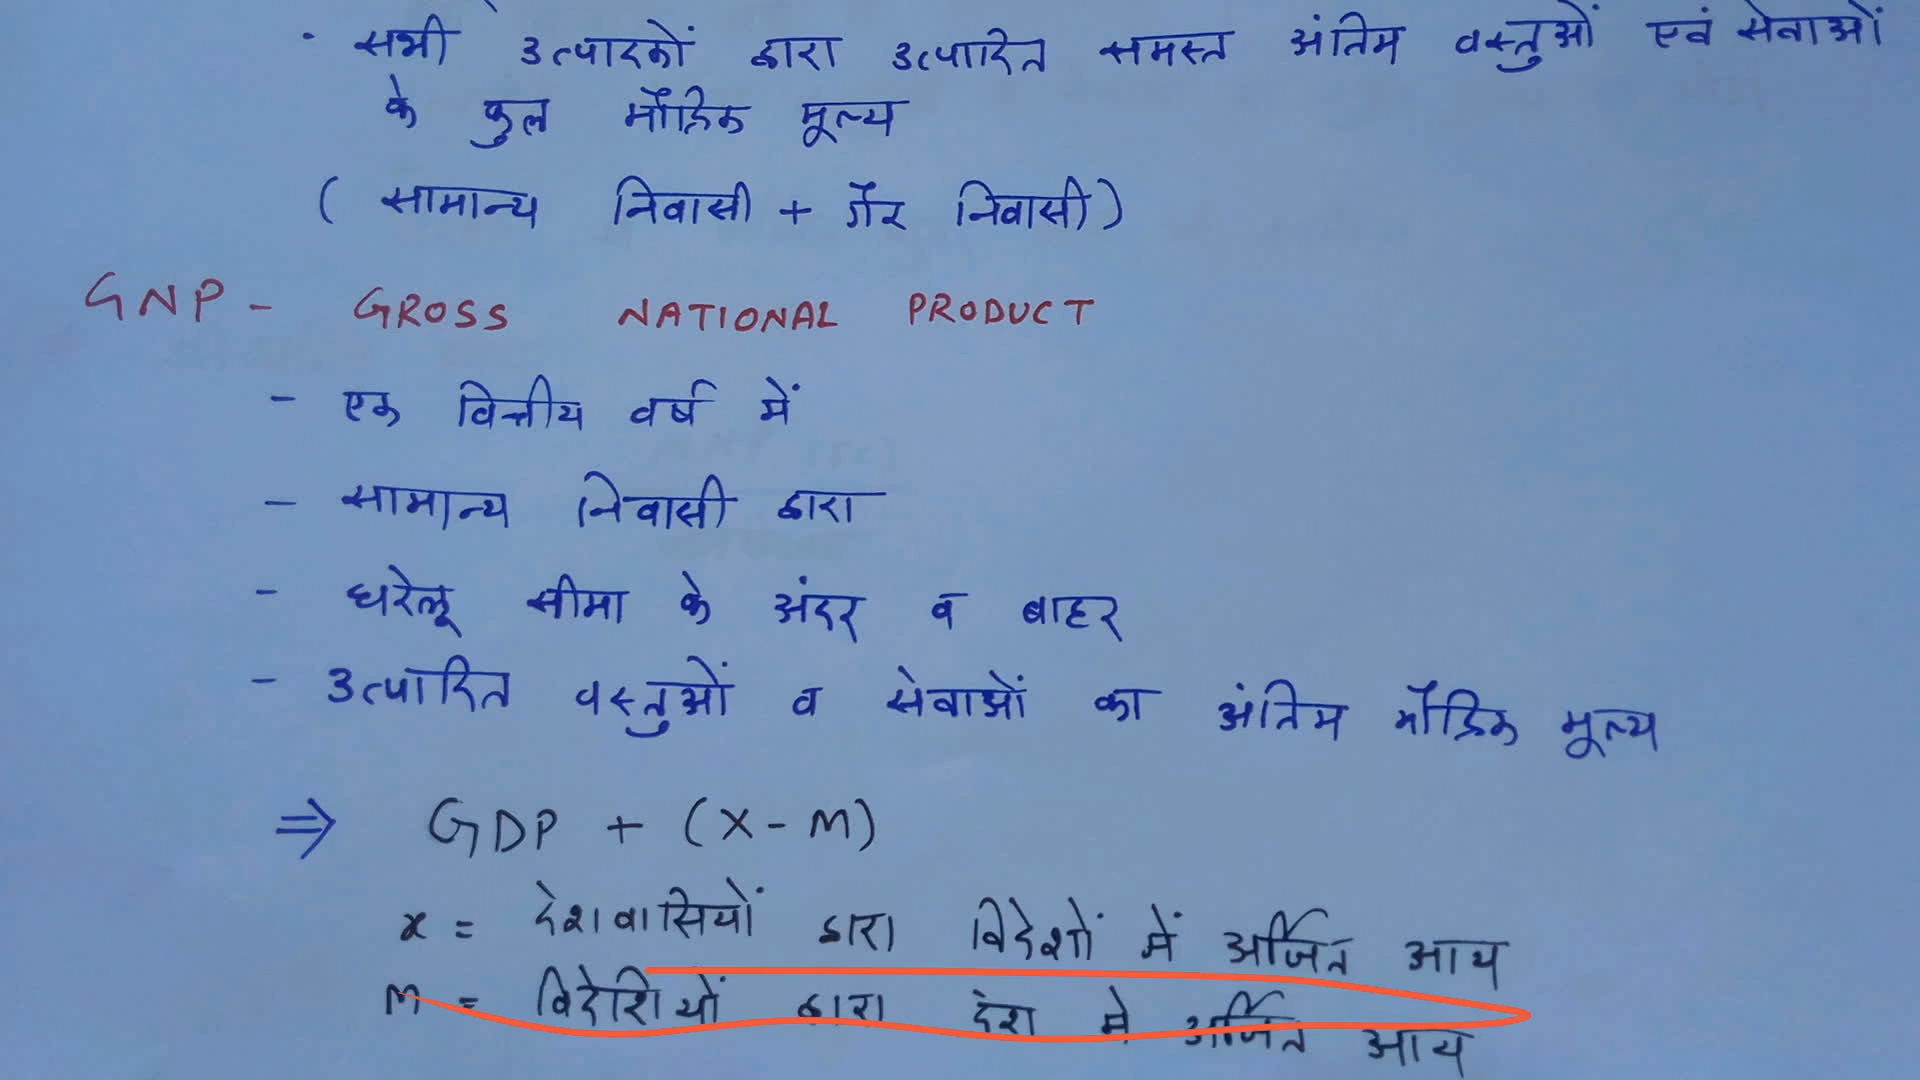 · सभी उत्पादकों द्वारा उत्पादित समस्त अंतिम वस्तुओं एवं सेवाओं
के कुल मौद्रिक मूल्य
( सामान्य निवासी + गैर निवासी )
GNP - GROSS NATIONAL PRODUCT
- एक वित्तीय वर्ष में
- सामान्य निवासी द्वारा
- घरेलू सीमा के अंदर व बाहर
- उत्पादित वस्तुओं व सेवाओं का अंतिम मौद्रिक मूल्य
⇒ GDP + (X - M)
x = देशवासियों द्वारा विदेशों में अर्जित आय
M = विदेशियों द्वारा देश में अर्जित आय